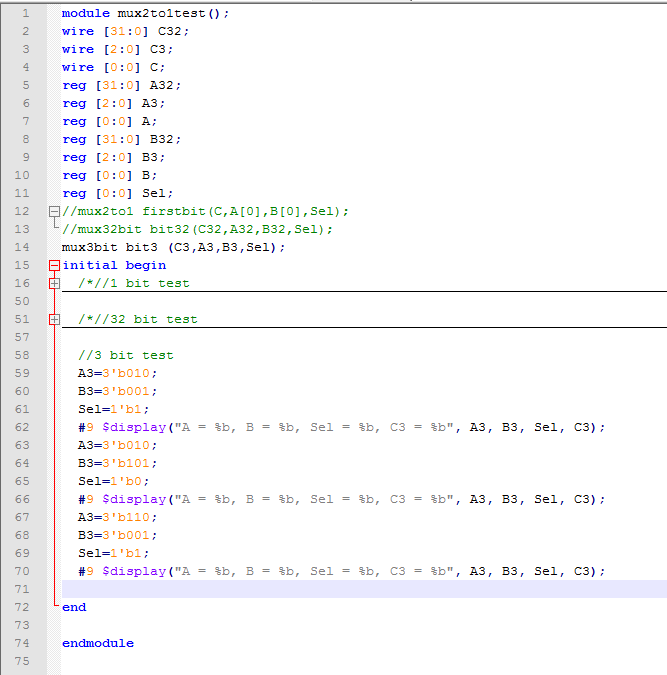 1 module mux2to1test();
2 wire [31:0] C32;
3 wire [2:0] C3;
4 wire [0:0] C;
5 reg [31:0] A32;
6 reg [2:0] A3;
7 reg [0:0] A;
8 reg [31:0] B32;
9 reg [2:0] B3;
10 reg [0:0] B;
11 reg [0:0] Sel;
12 //mux2to1 firstbit(C,A[0],B[0],Sel);
13 //mux32bit bit32(C32,A32,B32,Sel);
14 mux3bit bit3 (C3,A3,B3,Sel);
15 initial begin
16 /*//1 bit test
50
51 /*//32 bit test
57
58 //3 bit test
59 A3=3'b010;
60 B3=3'b001;
61 Sel=1'b1;
62 #9 $display("A = %b, B = %b, Sel = %b, C3 = %b", A3, B3, Sel, C3);
63 A3=3'b010;
64 B3=3'b101;
65 Sel=1'b0;
66 #9 $display("A = %b, B = %b, Sel = %b, C3 = %b", A3, B3, Sel, C3);
67 A3=3'b110;
68 B3=3'b001;
69 Sel=1'b1;
70 #9 $display("A = %b, B = %b, Sel = %b, C3 = %b", A3, B3, Sel, C3);
71
72 end
73
74 endmodule
75